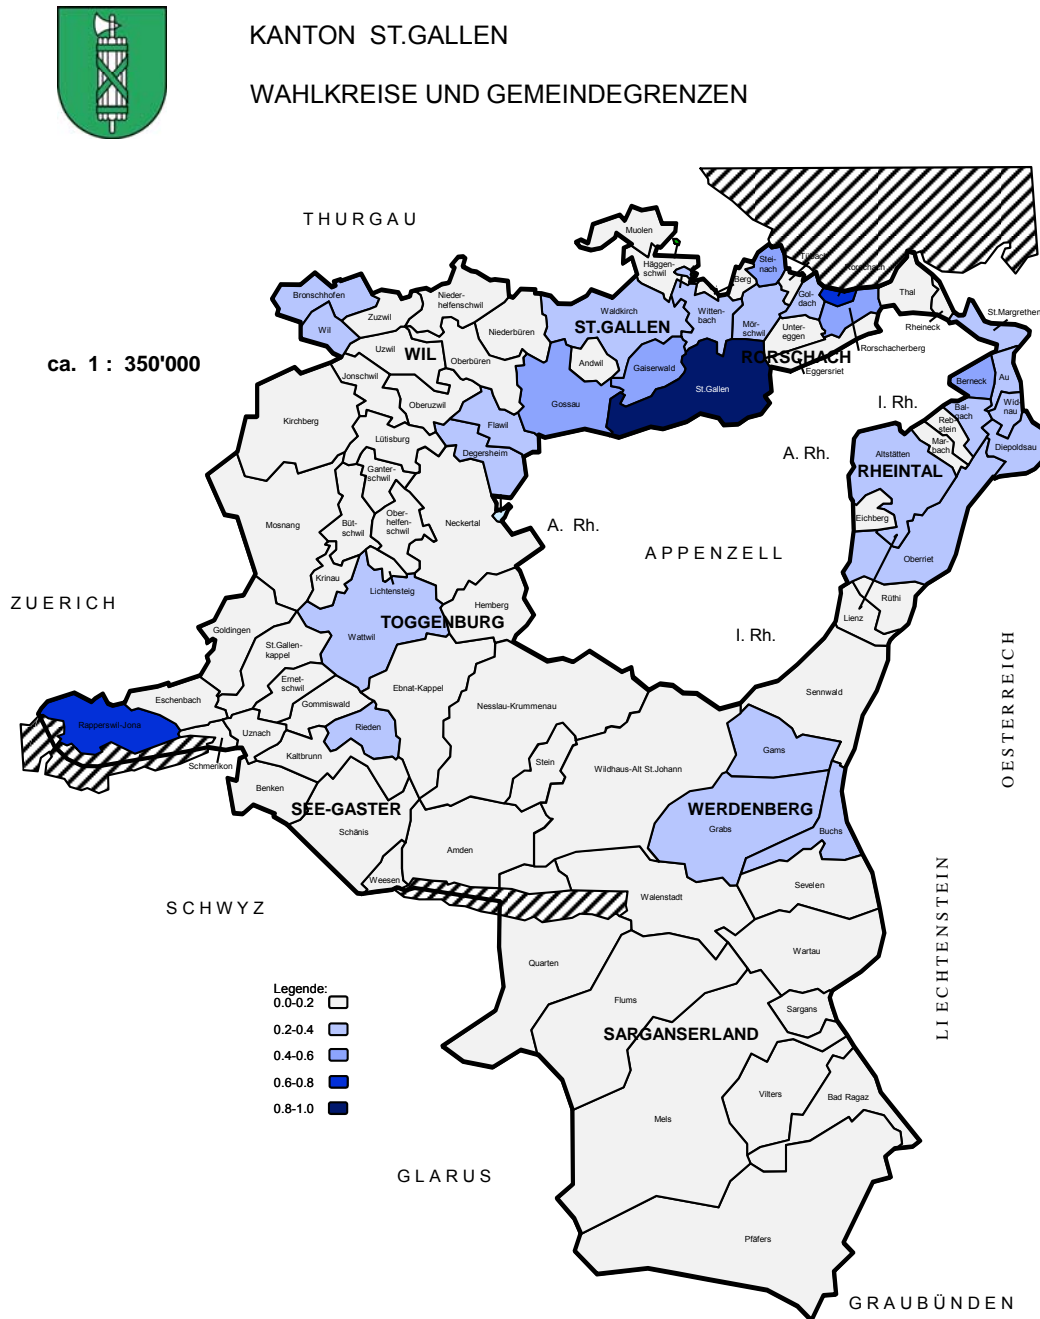 KANTON ST.GALLEN
WAHLKREISE UND GEMEINDEGRENZEN
THURGAU
Muolen
Häggen-
schwil
Berg
Stei-
nach
Tübach
Rorschach
Gol-
dach
Thal
Rheineck
St.Margrethen
Bronschhofen
Wil
Zuzwil
Nieder-
helfenschwil
Niederbüren
Waldkirch
ST.GALLEN
Witten-
bach
Mör-
schwil
Unter-
eggen
RORSCHACH
Rorschacherberg
Eggersriet
ca. 1 : 350'000
Uzwil
WIL
Oberbüren
Andwil
Gaiserwald
St.Gallen
Gossau
Jonschwil
Oberuzwil
Kirchberg
Flawil
Degersheim
Lütisburg
Ganter-
schwil
Berneck
Au
Wid-
nau
Bal-
gach
Reb-
stein
Mar-
bach
Diepoldsau
I. Rh.
A. Rh.
Altstätten
RHEINTAL
Eichberg
Oberriet
Mosnang
Büt-
schwil
Ober-
helfen-
schwil
Neckertal
A. Rh.
APPENZELL
Krinau
Lichtensteig
Hemberg
Rüthi
Lienz
ZUERICH
Goldingen
TOGGENBURG
Wattwil
I. Rh.
St.Gallen-
kappel
Ernet-
schwil
Ebnat-Kappel
Nesslau-Krummenau
Sennwald
OESTERREICH
Eschenbach
Gommiswald
Rapperswil-Jona
Rieden
Uznach
Kaltbrunn
Schmerikon
Stein
Wildhaus-Alt St.Johann
Gams
Benken
SEE-GASTER
Schänis
WERDENBERG
Grabs
Buchs
Amden
Weesen
Sevelen
Walenstadt
SCHWYZ
LIECHTENSTEIN
Wartau
Quarten
Flums
Sargans
SARGANSERLAND
Legende:
0.0-0.2
0.2-0.4
0.4-0.6
0.6-0.8
0.8-1.0
Vilters
Bad Ragaz
Mels
GLARUS
Pfäfers
GRAUBÜNDEN